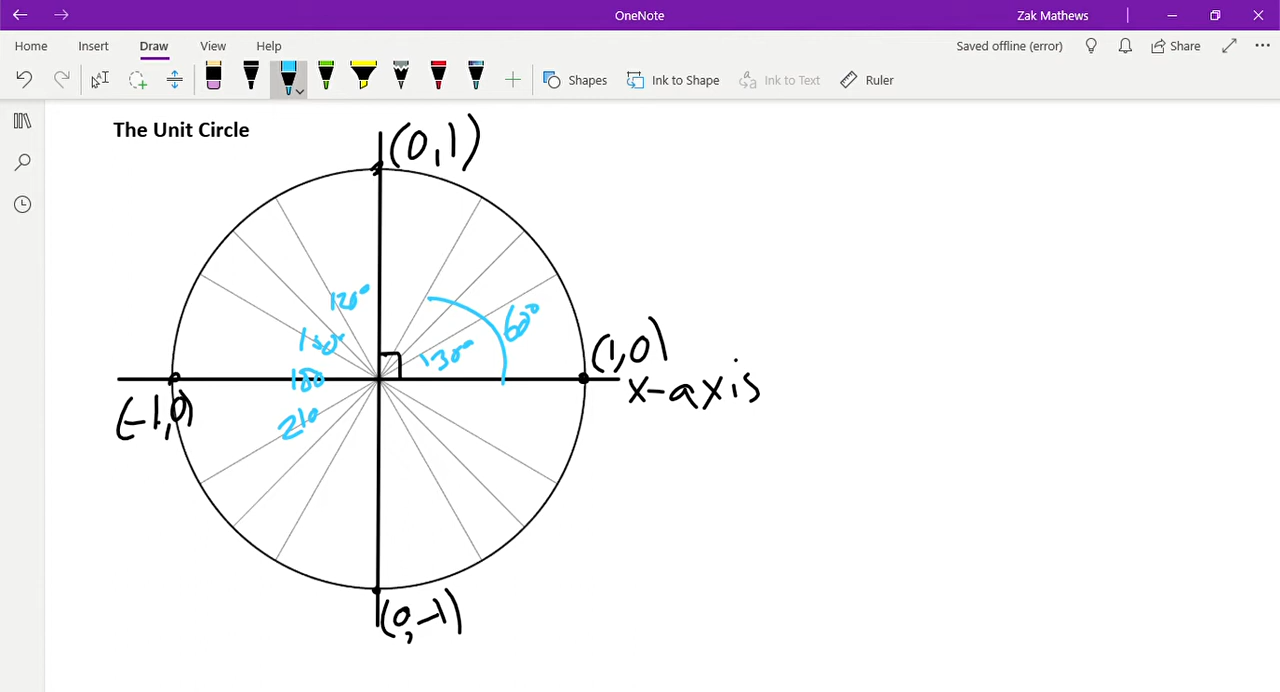 OneNote
Zak Mathews
Home Insert Draw View Help
Saved offline (error)
Share
Shapes
Ink to Shape
Ink to Text
Ruler
The Unit Circle
(0,1)
120°
60°
150°
30°
(1,0)
180
x-axis
(-1,0)
210
(0,-1)